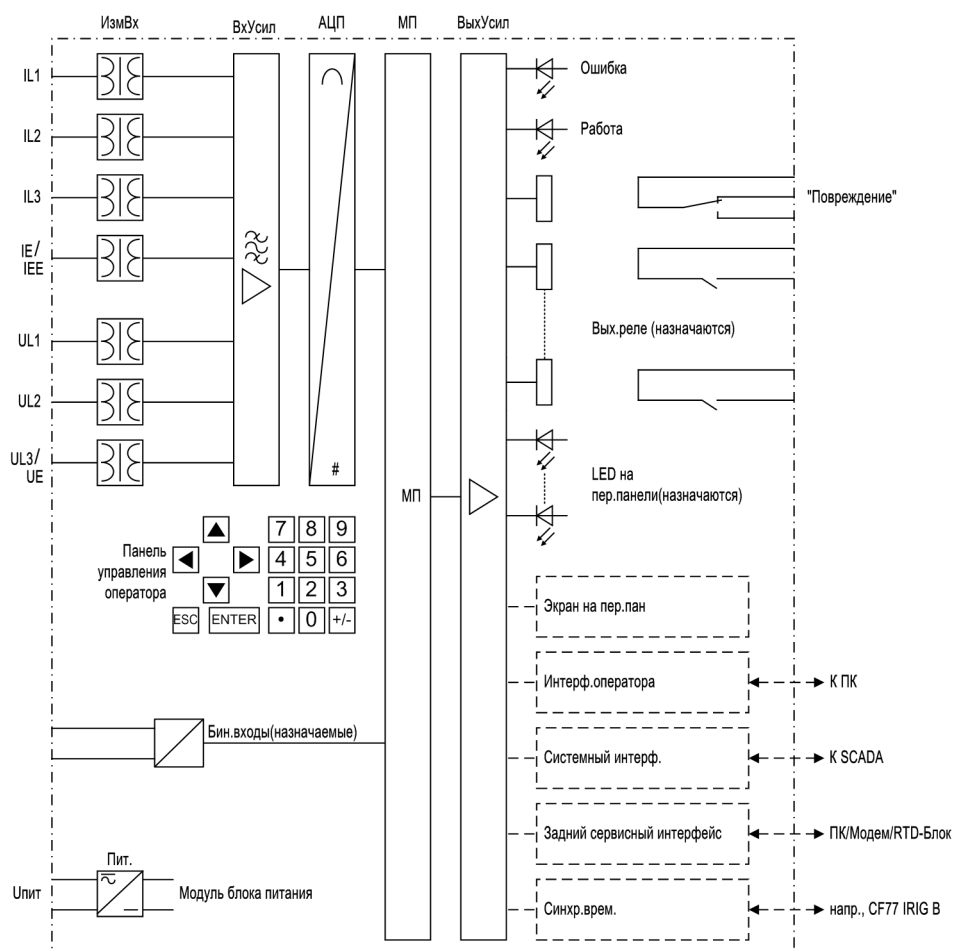 ИзмВх
ВхУсил
АЦП
МП
ВыхУсил
IL1
IL2
IL3
IE/
IEE
UL1
UL2
UL3/
UE
#
МП
Ошибка
Работа
"Повреждение"
Вых.реле (назначаются)
LED на
пер.панели(назначаются)
Панель
управления
оператора
7 8 9
4 5 6
1 2 3
ESC ENTER • 0 +/-
Экран на пер.пан
Интерф.оператора
К ПК
Бин.входы(назначаемые)
Системный интерф.
К SCADA
Задний сервисный интерфейс
ПК/Модем/RTD-Блок
Пит.
Uпит
Модуль блока питания
Синхр.врем.
напр., CF77 IRIG B